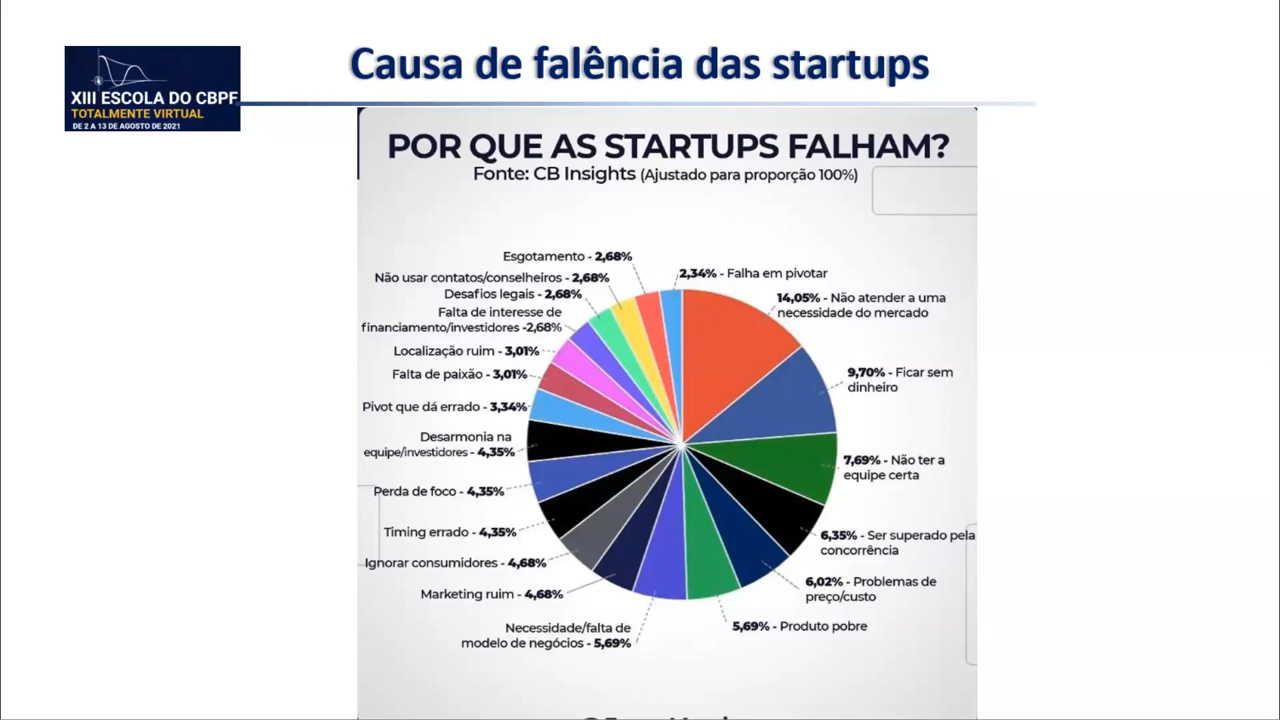 Causa de falência das startups
XIII ESCOLA DO CBPF
TOTALMENTE VIRTUAL
DE 2 A 13 DE AGOSTO DE 2021
POR QUE AS STARTUPS FALHAM?
Fonte: CB Insights (Ajustado para proporção 100%)
2,34% - Falha em pivotar
14,05% - Não atender a uma
necessidade do mercado
9,70% - Ficar sem
dinheiro
7,69% - Não ter a
equipe certa
6,35% - Ser superado pela
concorrência
6,02% - Problemas de
preço/custo
5,69% - Produto pobre
Necessidade/falta de
modelo de negócios - 5,69%
Marketing ruim - 4,68%
Ignorar consumidores - 4,68%
Timing errado - 4,35%
Perda de foco - 4,35%
Desarmonia na
equipe/investidores - 4,35%
Pivot que dá errado - 3,34%
Falta de paixão - 3,01%
Localização ruim - 3,01%
Falta de interesse de
financiamento/investidores -2,68%
Desafios legais - 2,68%
Não usar contatos/conselheiros - 2,68%
Esgotamento - 2,68%